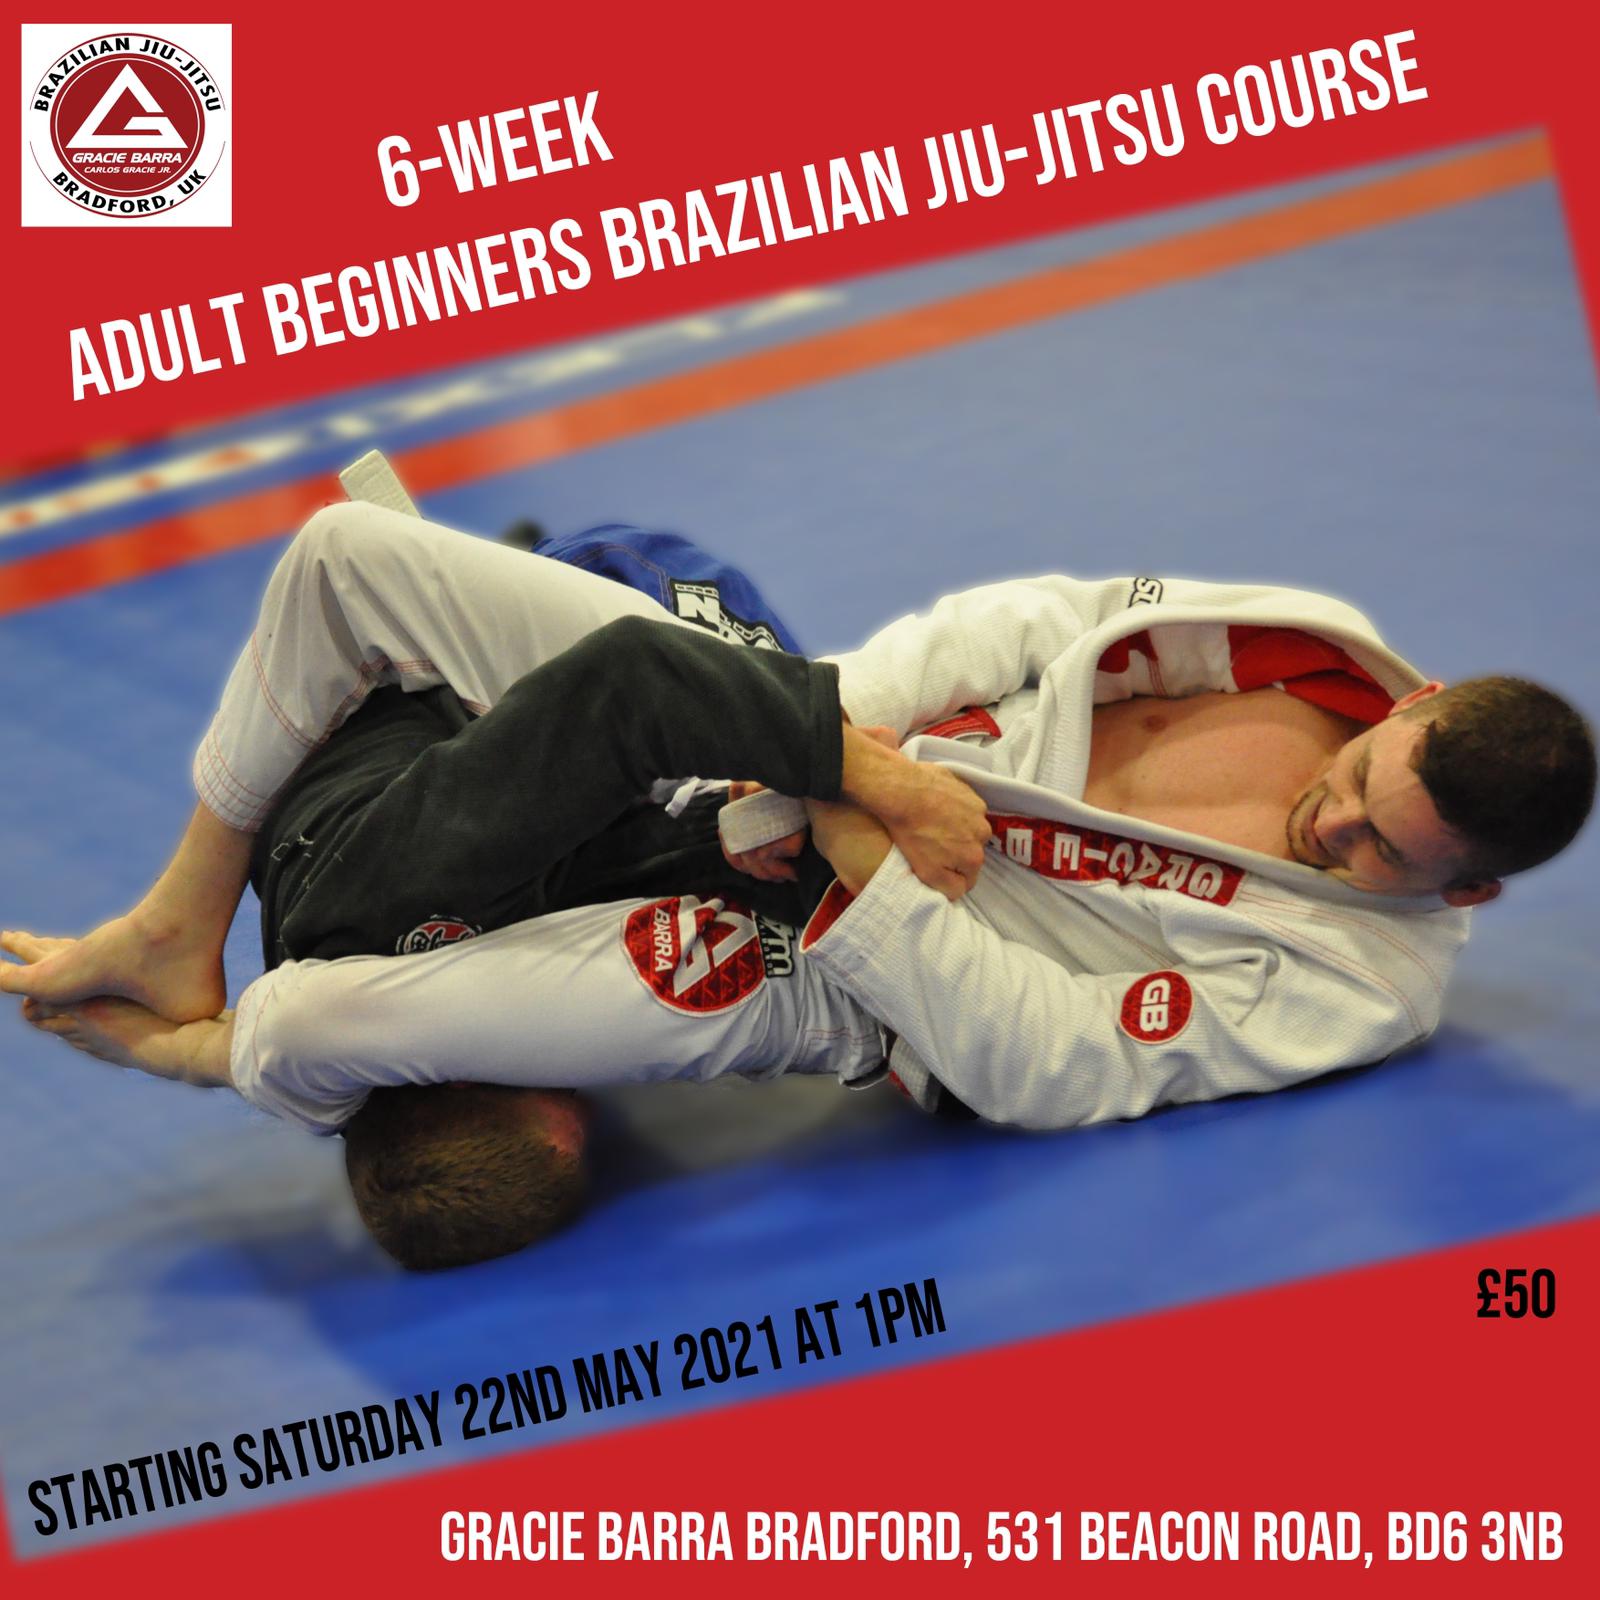 BRAZILIAN JIU-JITSU
GRACIE BARRA
CARLOS GRACIE JR.
BRADFORD, UK
6-WEEK
ADULT BEGINNERS BRAZILIAN JIU-JITSU COURSE
GRACIE B
BARRA
GB
£50
STARTING SATURDAY 22ND MAY 2021 AT 1PM
GRACIE BARRA BRADFORD, 531 BEACON ROAD, BD6 3NB